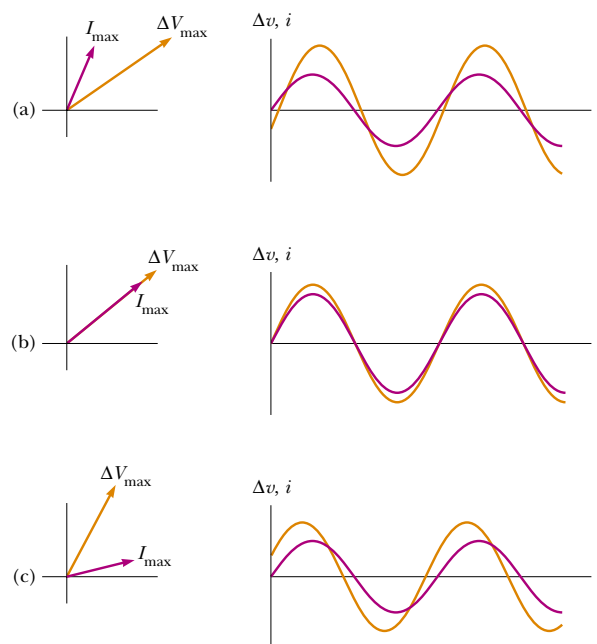 I_max ΔV_max Δv, i
(a)
Δv, i
ΔV_max
I_max
(b)
Δv, i
ΔV_max
I_max
(c)